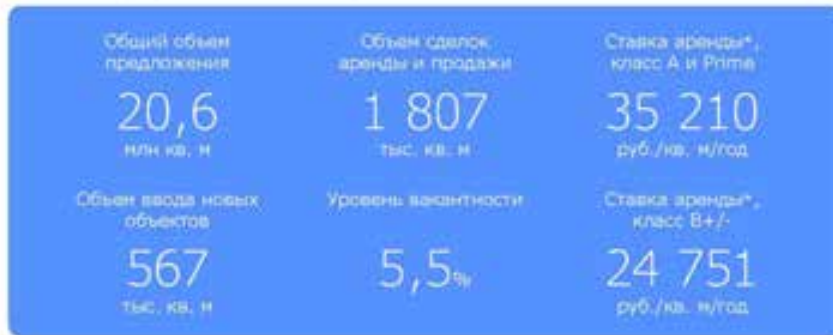 Общий объем
предложения
20,6
млн кв. м
Объем сделок
аренды и продажи
1 807
тыс. кв. м
Ставка аренды*,
класс А и Prime
35 210
руб./кв. м/год
Объем ввода новых
объектов
567
тыс. кв. м
Уровень вакантности
5,5%
Ставка аренды*,
класс В+/-
24 751
руб./кв. м/год